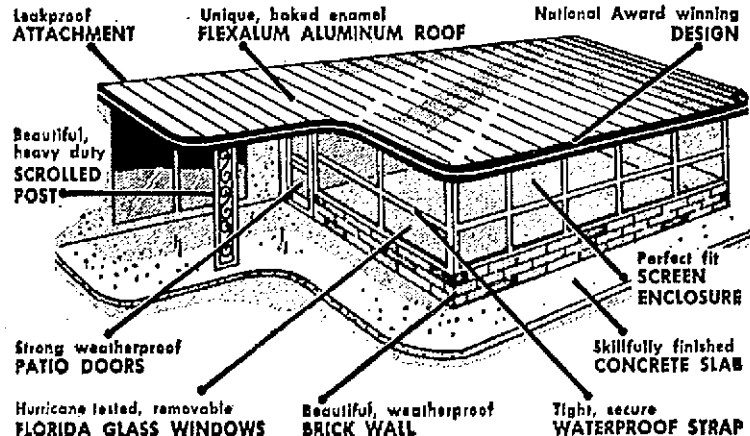 Leakproof
ATTACHMENT
Unique, baked enamel
FLEXALUM ALUMINUM ROOF
National Award winning
DESIGN
Beautiful,
heavy duty
SCROLLED
POST
Perfect fit
SCREEN
ENCLOSURE
Strong weatherproof
PATIO DOORS
Skillfully finished
CONCRETE SLAB
Hurricane tested, removable
FLORIDA GLASS WINDOWS
Beautiful, weatherproof
BRICK WALL
Tight, secure
WATERPROOF STRAP